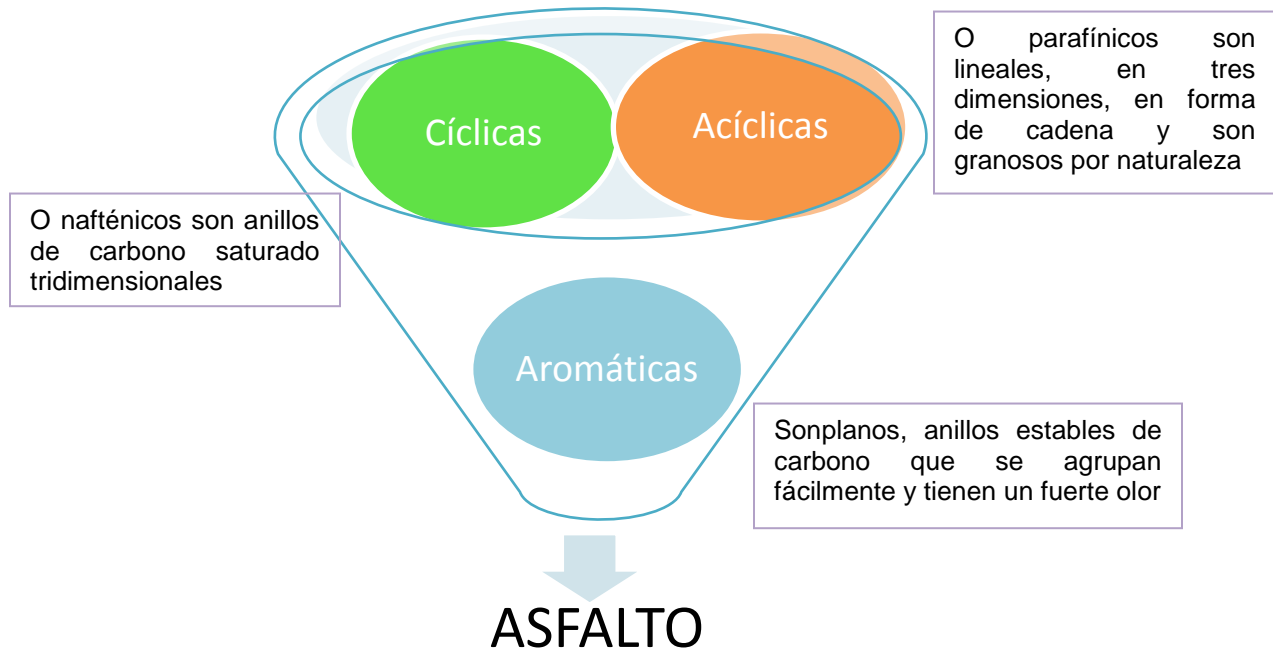 Cíclicas
Acíclicas
O parafínicos son
lineales, en tres
dimensiones, en forma
de cadena y son
granosos por naturaleza
O nafténicos son anillos
de carbono saturado
tridimensionales
Aromáticas
Sonplanos, anillos estables de
carbono que se agrupan
fácilmente y tienen un fuerte olor
ASFALTO